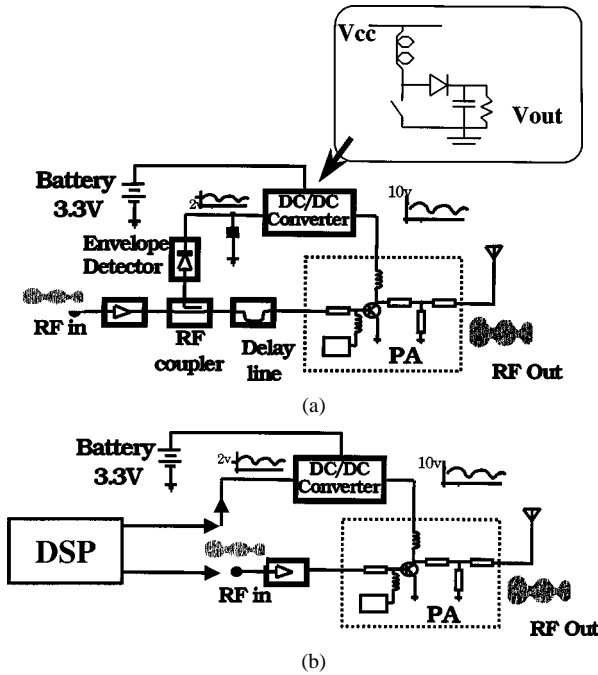 Vcc
Vout
Battery
3.3V
2v
DC/DC
Converter
10v
Envelope
Detector
RF in
RF
coupler
Delay
line
PA
RF Out
(a)
Battery
3.3V
2v
DC/DC
Converter
10v
DSP
RF in
PA
RF Out
(b)